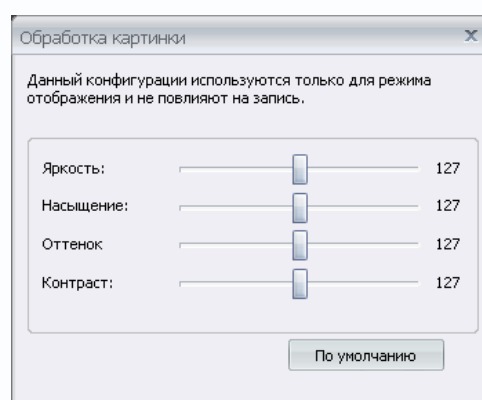 Обработка картинки
Данный конфигурации используются только для режима
отображения и не повлияют на запись.
Яркость: 127
Насыщение: 127
Оттенок 127
Контраст: 127
По умолчанию